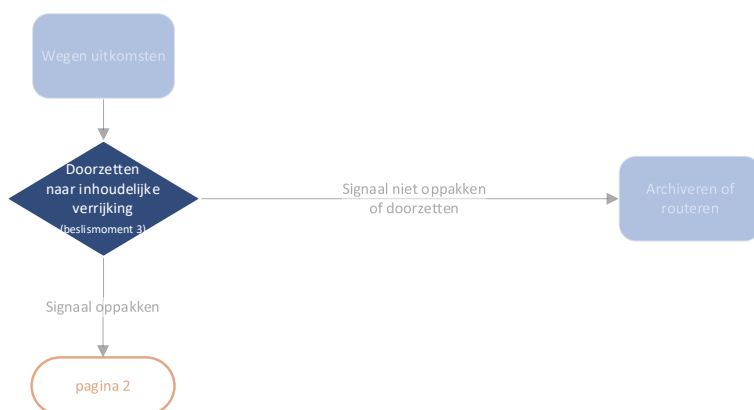 Wegen uitkomsten
Doorzetten
naar inhoudelijke
verrijking
(beslismoment 3)
Signaal niet oppakken
of doorzetten
Archiveren of
routeren
Signaal oppakken
pagina 2